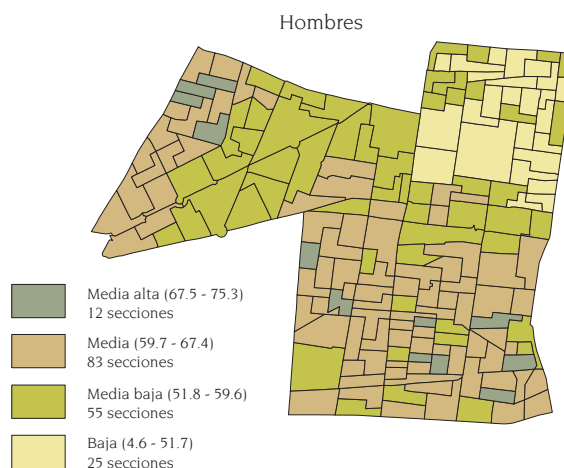 Hombres
Media alta (67.5 - 75.3)
12 secciones
Media (59.7 - 67.4)
83 secciones
Media baja (51.8 - 59.6)
55 secciones
Baja (4.6 - 51.7)
25 secciones